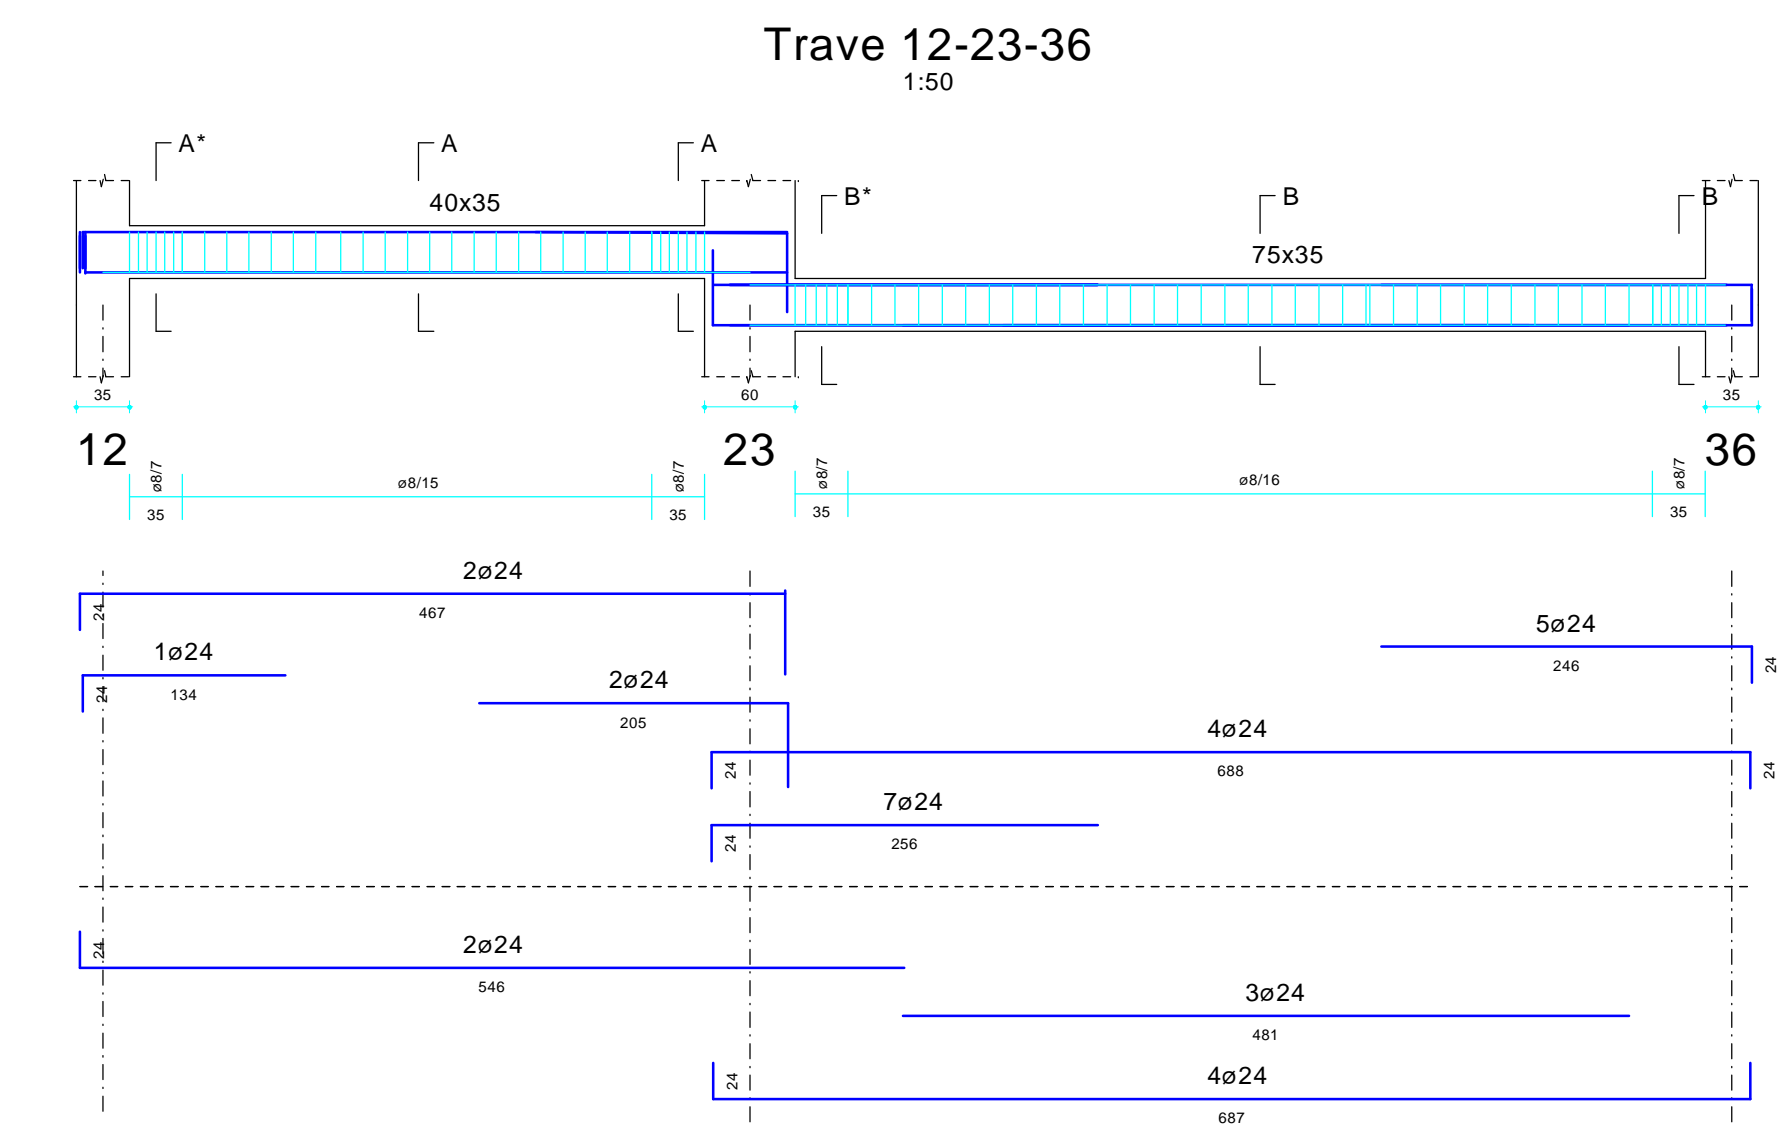 Trave 12-23-36
1:50
A* A A
40x35
B* B B
75x35
35 60 35
12 23 36
ø8/7 ø8/15 ø8/7 ø8/7 ø8/16 ø8/7
35 35 35 35
2ø24
24 467
5ø24
246 24
1ø24
24 134
2ø24
205
4ø24
24 688 24
7ø24
24 256
2ø24
24 546
3ø24
481
4ø24
24 687